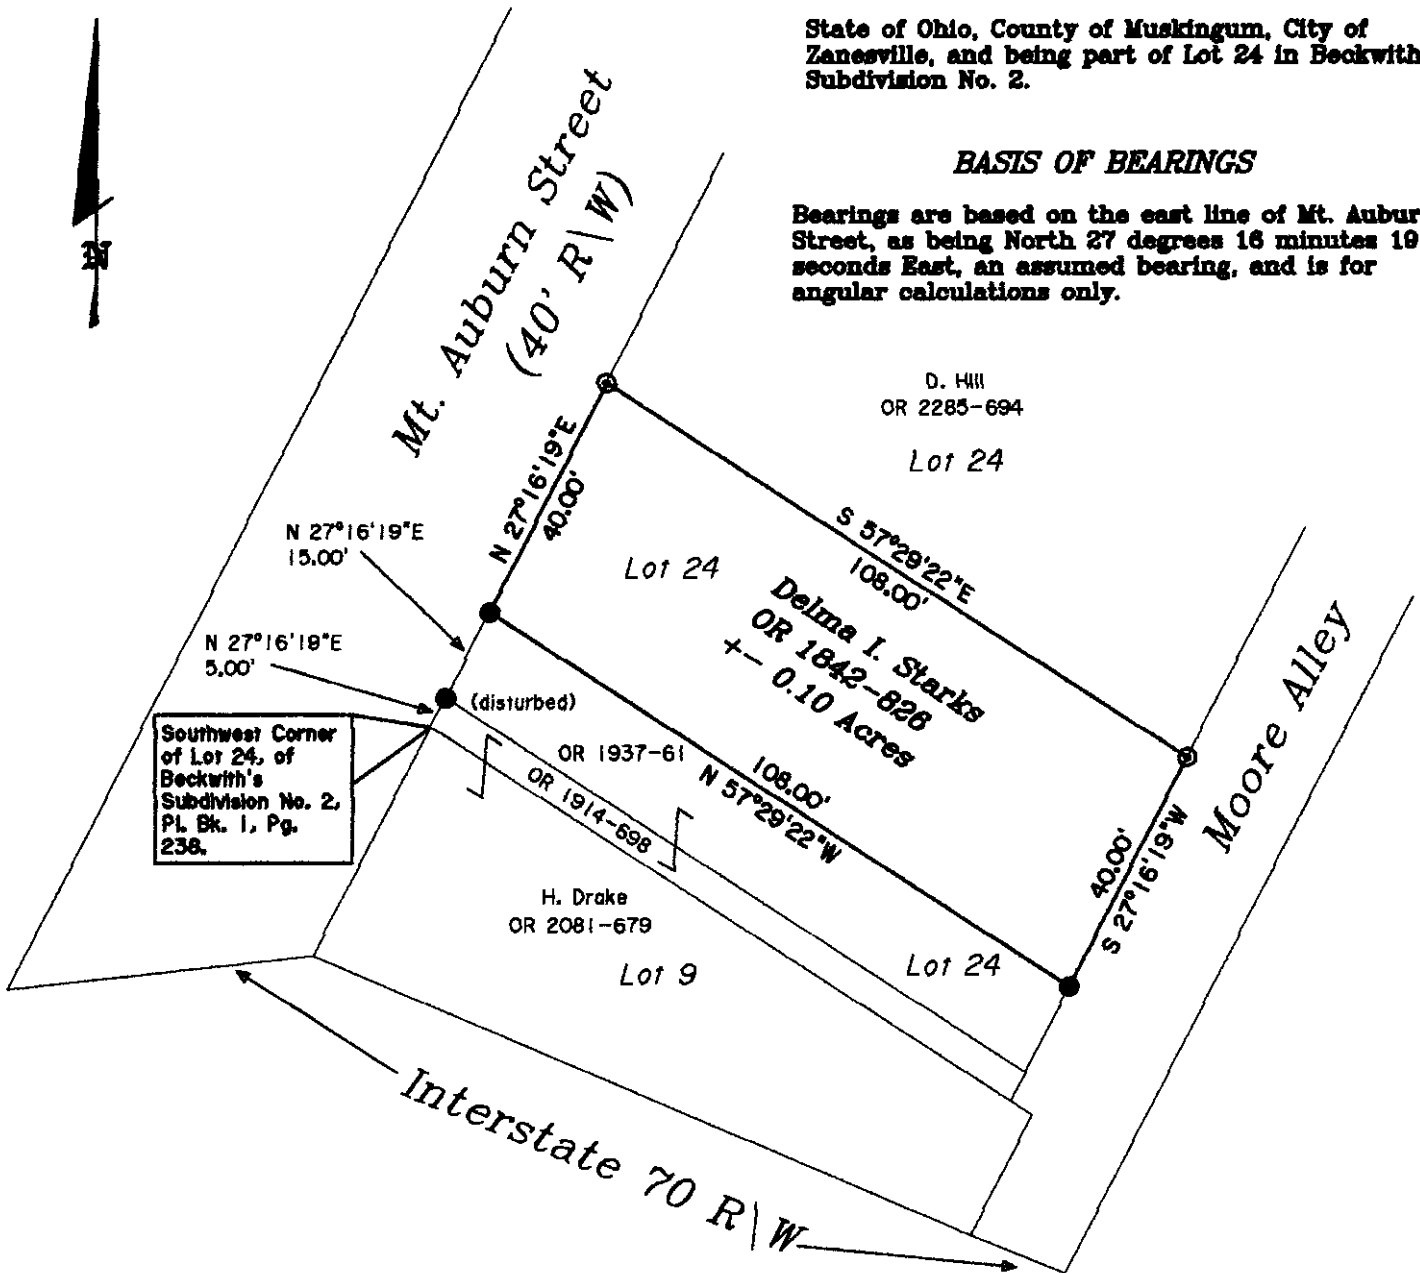 State of Ohio, County of Muskingum, City of
Zanesville, and being part of Lot 24 in Beckwith
Subdivision No. 2.
BASIS OF BEARINGS
Bearings are based on the east line of Mt. Aubur
Street, as being North 27 degrees 16 minutes 19
seconds East, an assumed bearing, and is for
angular calculations only.
N
Mt. Auburn Street
(40' R\W)
D. Hill
OR 2285-694
Lot 24
N 27°16'19"E
40.00'
S 57°29'22"E
108.00'
N 27°16'19"E
15.00'
Lot 24
Delma I. Starks
OR 1842-826
+- 0.10 Acres
Moore Alley
N 27°16'19"E
5.00'
(disturbed)
Southwest Corner
of Lot 24, of
Beckwith's
Subdivision No. 2,
Pl. Bk. 1, Pg.
238.
OR 1937-61
OR 1914-698
108.00'
N 57°29'22"W
40.00'
S 27°16'19"W
H. Drake
OR 2081-679
Lot 9
Lot 24
Interstate 70 R\W